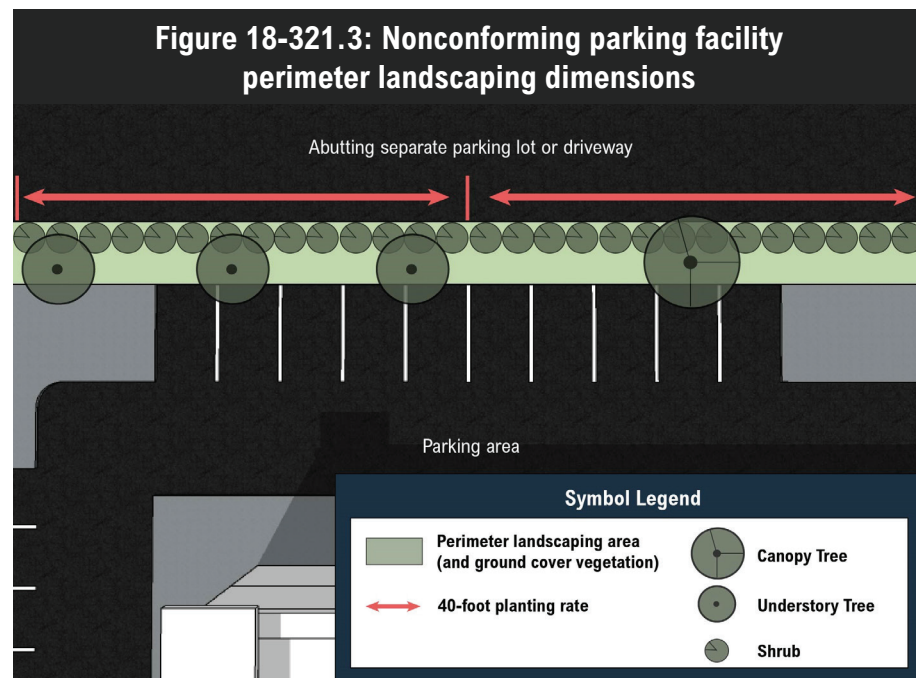 Figure 18-321.3: Nonconforming parking facility
perimeter landscaping dimensions
Abutting separate parking lot or driveway
Parking area
Symbol Legend
Perimeter landscaping area
(and ground cover vegetation)
40-foot planting rate
Canopy Tree
Understory Tree
Shrub